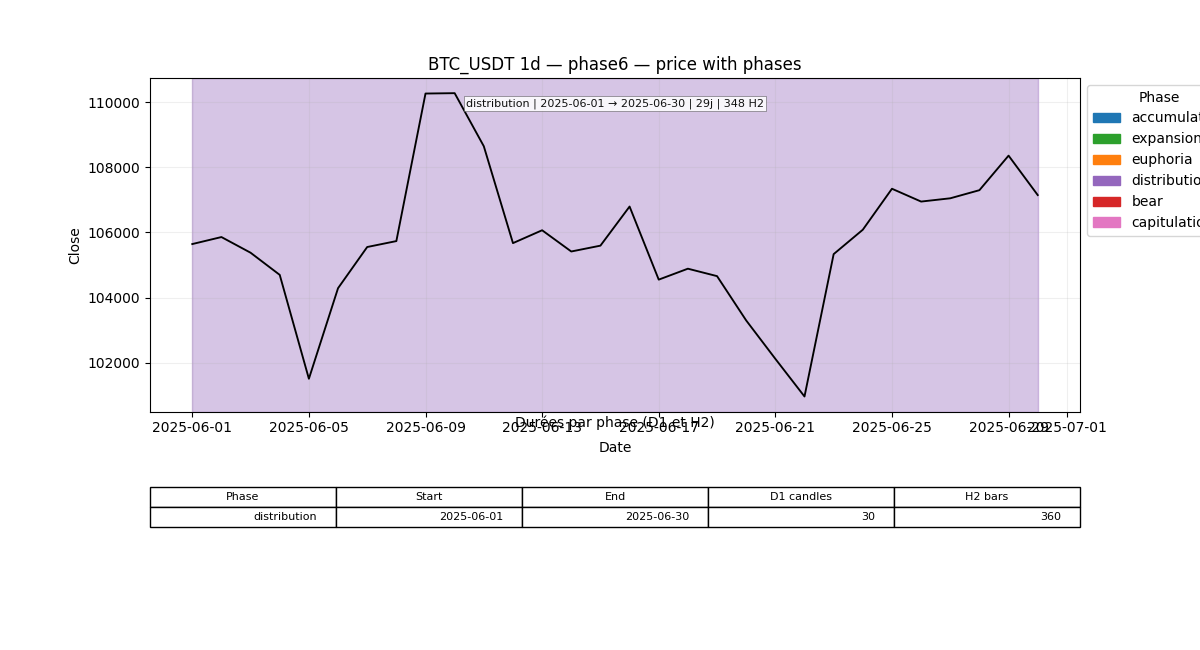 BTC_USDT 1d — phase6 — price with phases
110000
108000
106000
104000
102000
Close
distribution | 2025-06-01 → 2025-06-30 | 29j | 348 H2
Phase
accumulat
expansion
euphoria
distributio
bear
capitulatio
Durées par phase (D1 et H2)
2025-06-01 2025-06-05 2025-06-09 2025-06-13 2025-06-17 2025-06-21 2025-06-25 2025-06-29 2025-07-01
Date
Phase Start End D1 candles H2 bars
distribution 2025-06-01 2025-06-30 30 360